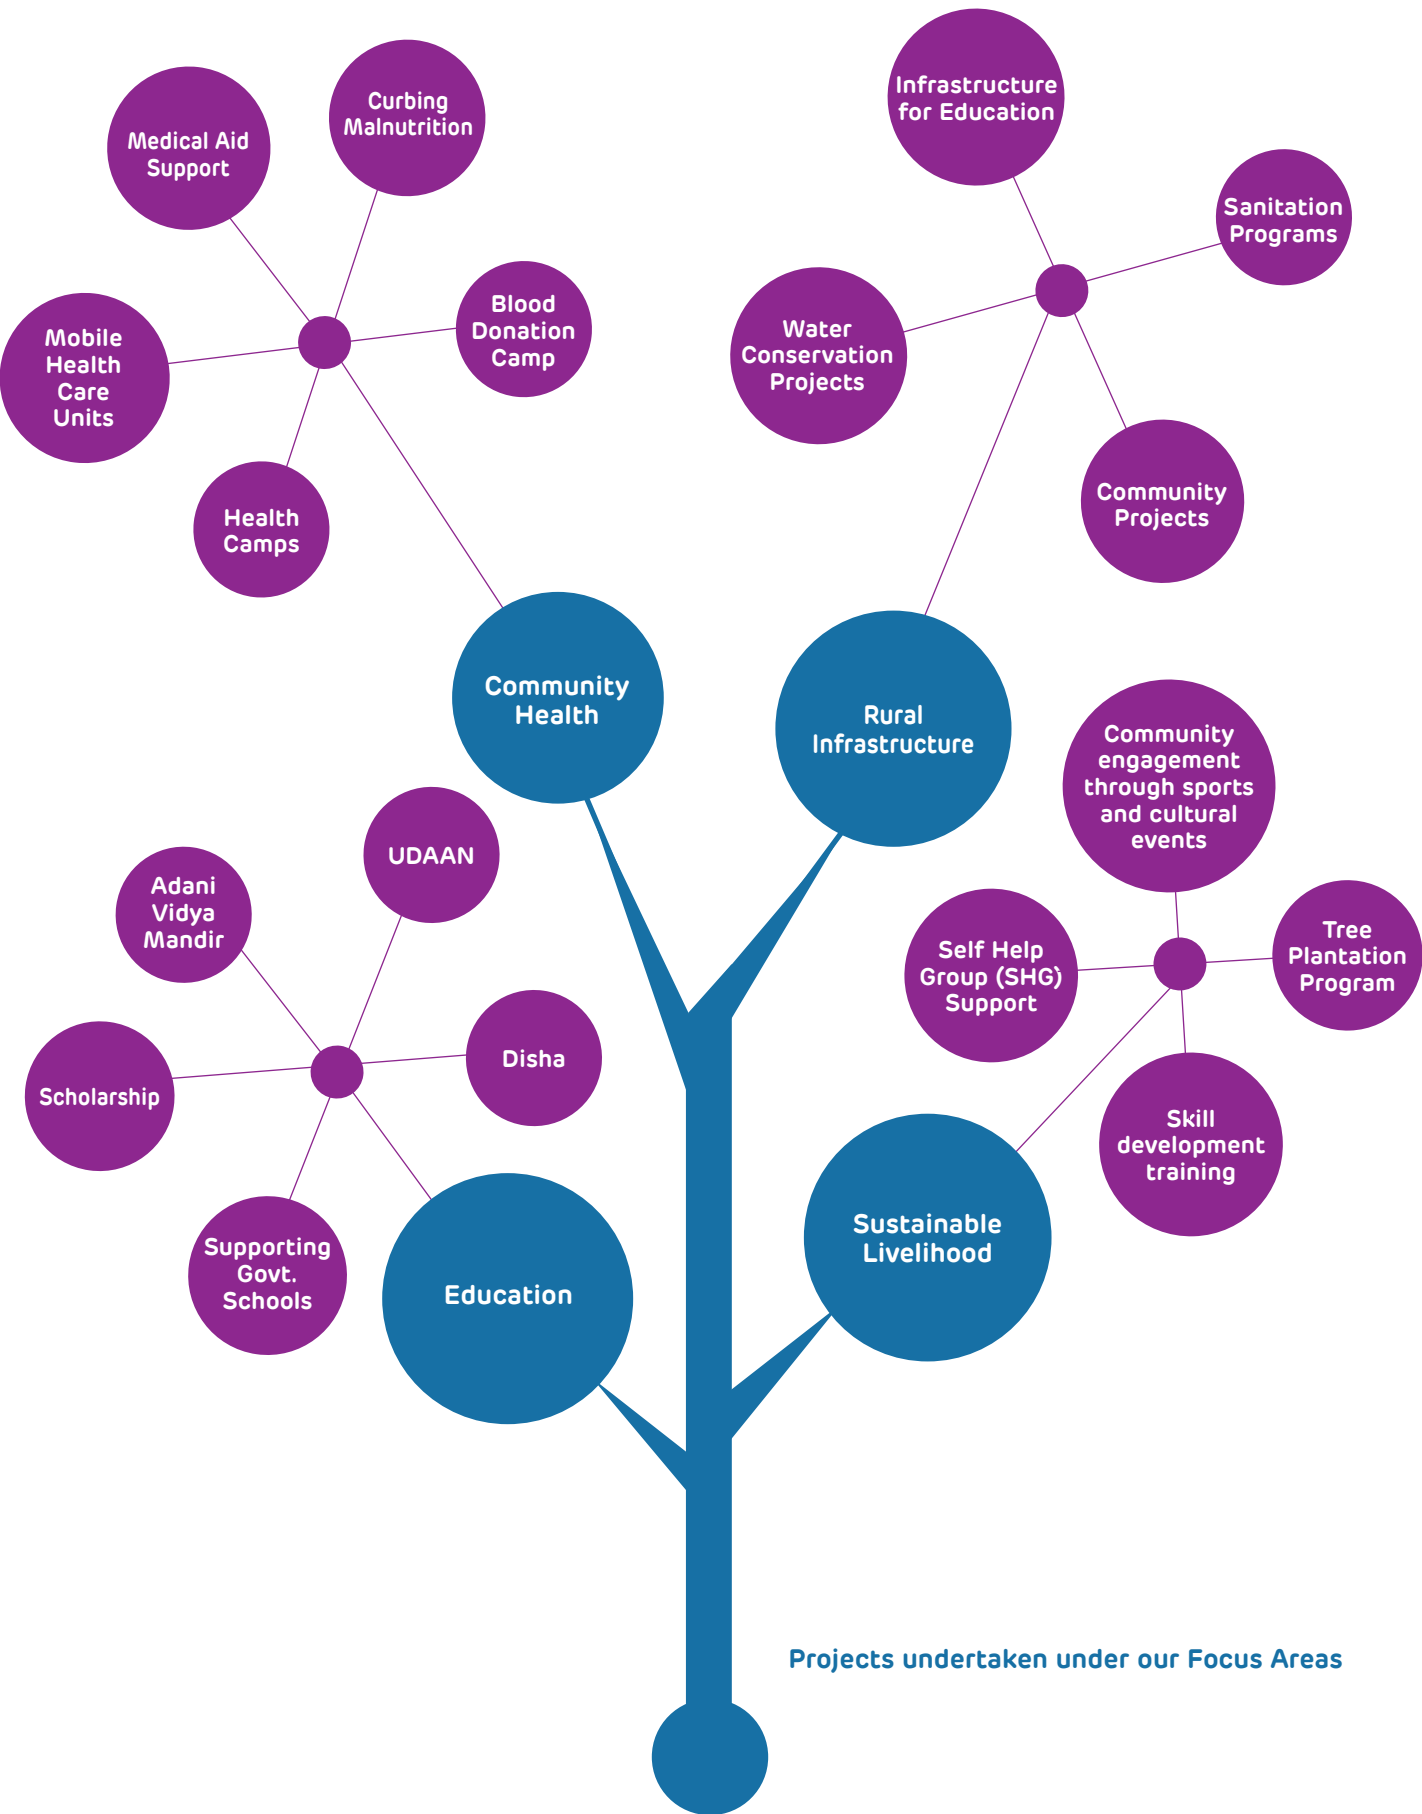 Curbing
Malnutrition
Medical Aid
Support
Blood
Donation
Camp
Mobile
Health
Care
Units
Health
Camps
Community
Health
Infrastructure
for Education
Sanitation
Programs
Water
Conservation
Projects
Community
Projects
Rural
Infrastructure
UDAAN
Adani
Vidya
Mandir
Disha
Scholarship
Supporting
Govt.
Schools
Education
Community
engagement
through sports
and cultural
events
Self Help
Group (SHG)
Support
Tree
Plantation
Program
Skill
development
training
Sustainable
Livelihood
Projects undertaken under our Focus Areas